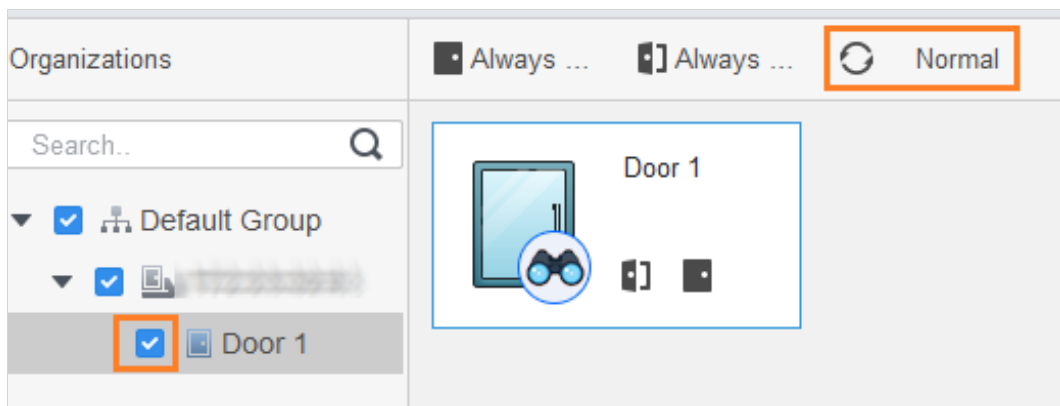 Organizations
Always ...
Always ...
Normal
Search..
Default Group
Door 1
Door 1